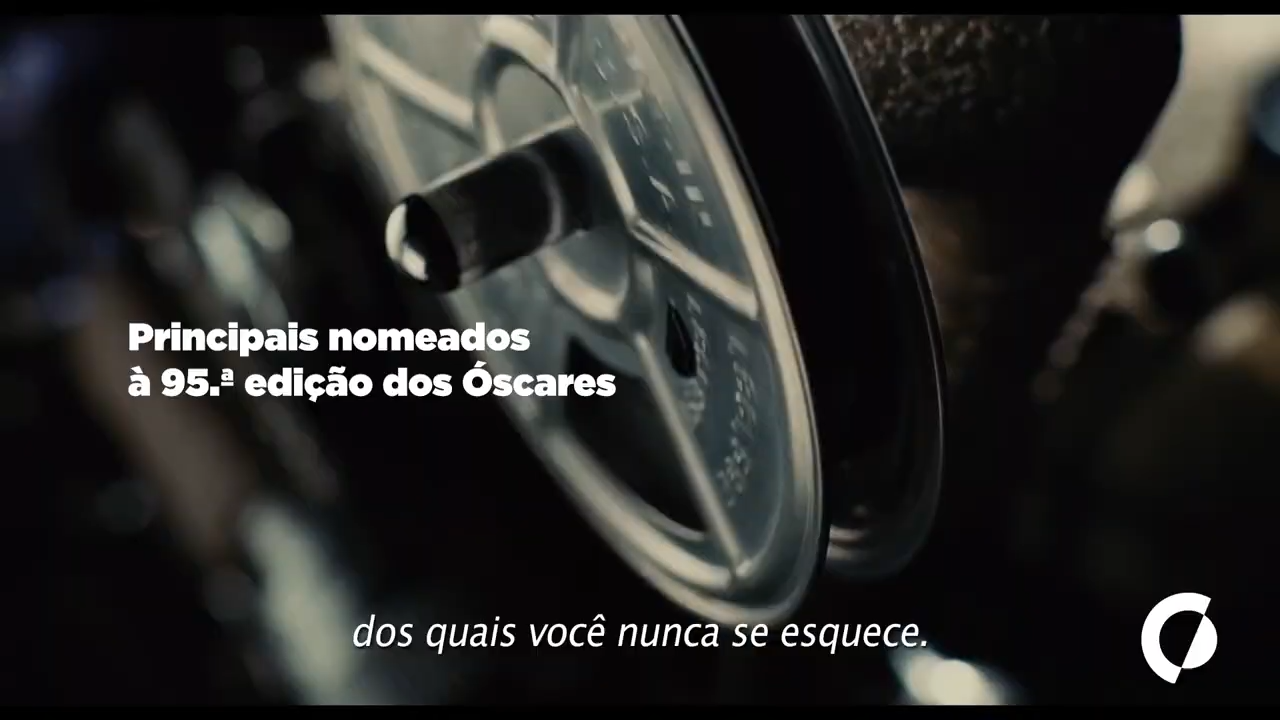 Principais nomeados
à 95.ª edição dos Óscares
dos quais você nunca se esquece.